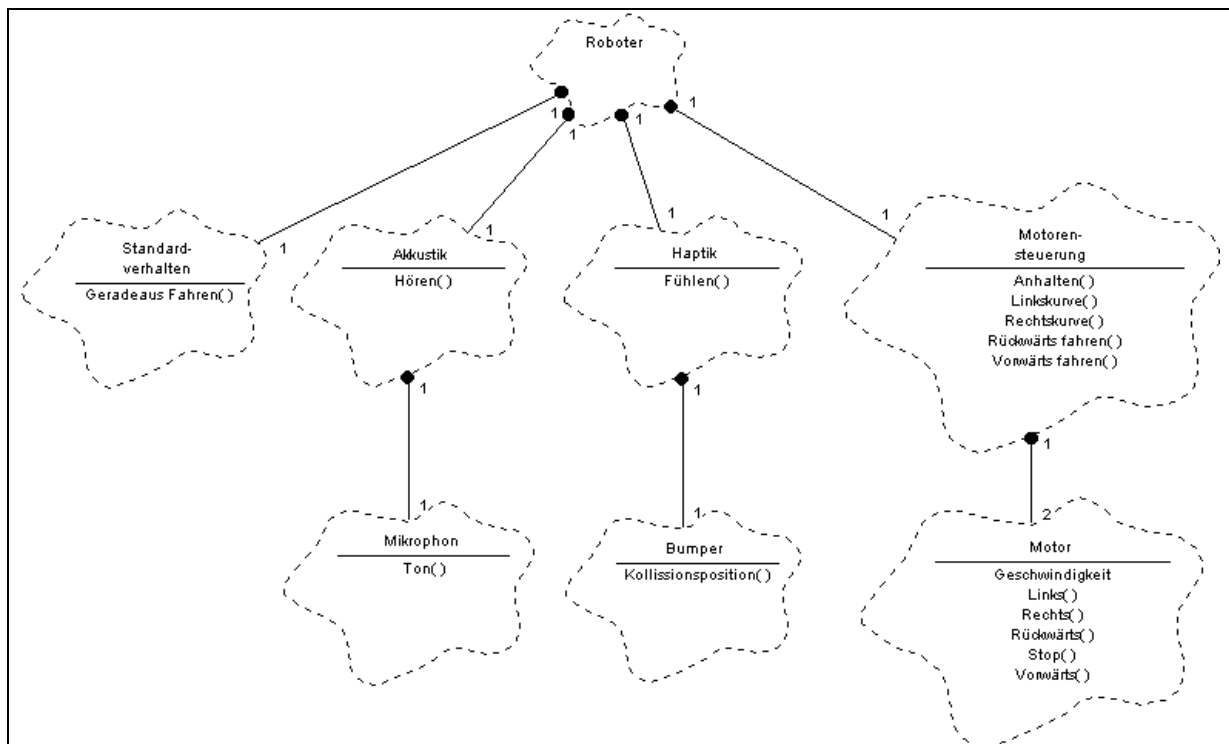 Roboter
1
1
1
1
1
1
1
1
Standard-
verhalten
Geradeaus Fahren( )
Akkustik
Hören( )
Haptik
Fühlen( )
Motoren-
steuerung
Anhalten( )
Linkskurve( )
Rechtskurve( )
Rückwärts fahren( )
Vorwärts fahren( )
1
1
1
1
1
2
Mikrophon
Ton( )
Bumper
Kollissionsposition( )
Motor
Geschwindigkeit
Links( )
Rechts( )
Rückwärts( )
Stop( )
Vorwärts( )